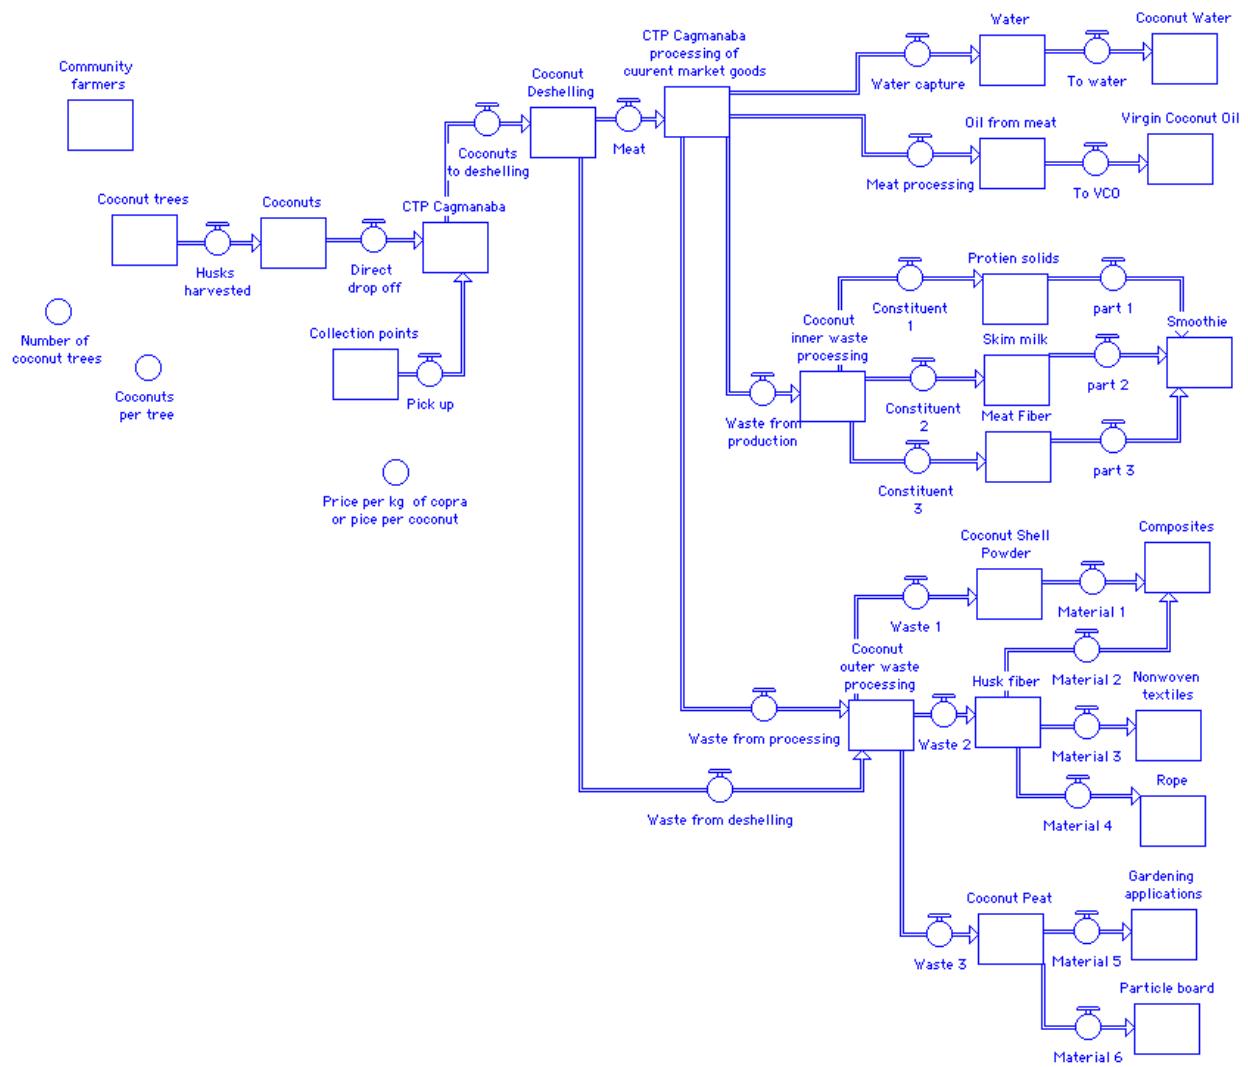 Community
farmers
Coconut trees
Husks
harvested
Coconuts
Direct
drop off
CTP Cagmanaba
Collection points
Pick up
Number of
coconut trees
Coconuts
per tree
Price per kg of copra
or pice per coconut
Coconuts
to deshelling
Coconut
Deshelling
Meat
CTP Cagmanaba
processing of
cuurent market goods
Water capture
Water
To water
Coconut Water
Meat processing
Oil from meat
To VCO
Virgin Coconut Oil
Waste from
production
Coconut
inner waste
processing
Constituent
1
Protien solids
part 1
Constituent
2
Skim milk
part 2
Constituent
3
Meat Fiber
part 3
Smoothie
Waste from processing
Waste from deshelling
Coconut
outer waste
processing
Waste 1
Coconut Shell
Powder
Material 1
Composites
Waste 2
Husk fiber
Material 2
Material 3
Nonwoven
textiles
Material 4
Rope
Waste 3
Coconut Peat
Material 5
Gardening
applications
Material 6
Particle board